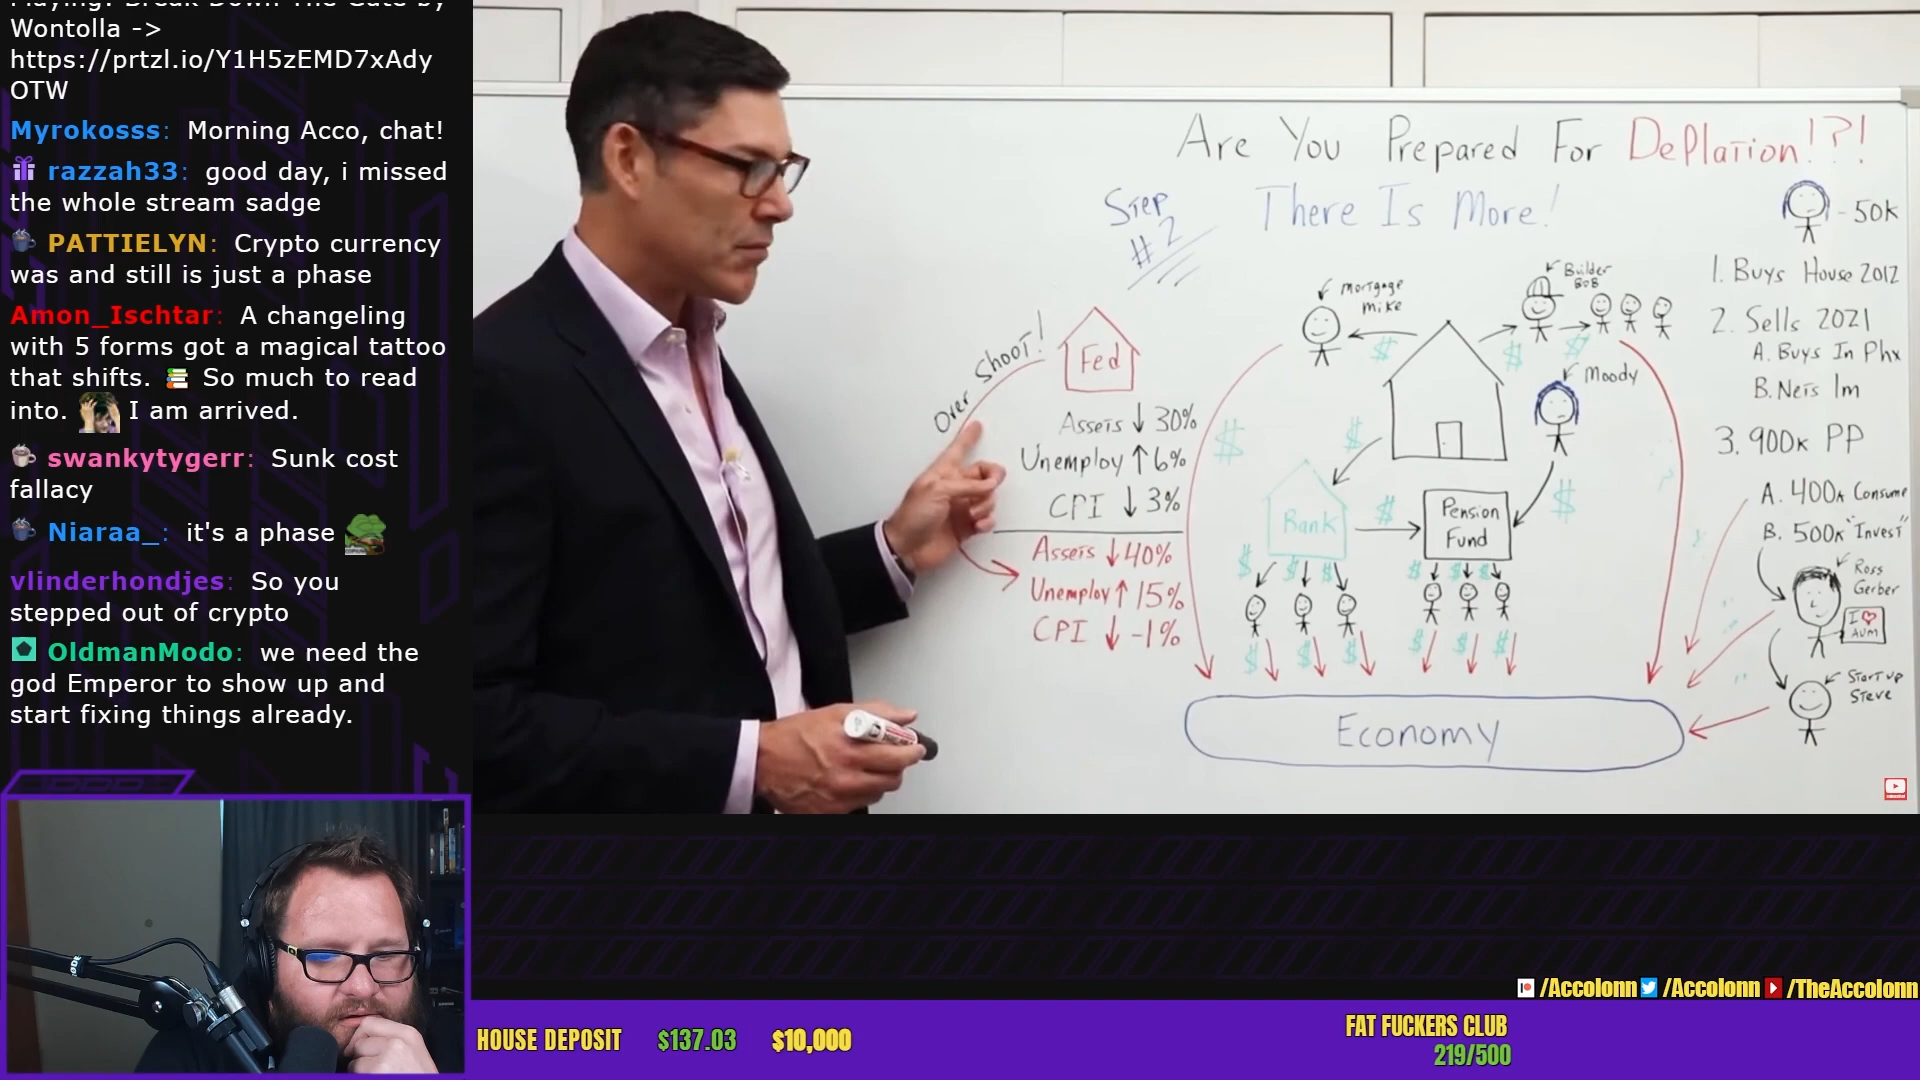 Wontolla ->
https://prtzl.io/Y1H5zEMD7xAdy
OTW
Myrokosss: Morning Acco, chat!
razzah33: good day, i missed
the whole stream sadge
PATTIELYN: Crypto currency
was and still is just a phase
Amon_Ischtar: A changeling
with 5 forms got a magical tattoo
that shifts. So much to read
into. I am arrived.
swankytygerr: Sunk cost
fallacy
Niaraa_: it's a phase
vlinderhondjes: So you
stepped out of crypto
OldmanModo: we need the
god Emperor to show up and
start fixing things already.
Are You Prepared For Deflation!?!
Step
#2
There Is More!
- 50k
Over Shoot!
Fed
Assets ↓ 30%
Unemploy ↑ 6%
CPI ↓ 3%
Assets ↓ 40%
Unemploy ↑ 15%
CPI ↓ -1%
Mortgage
Mike
Builder
Bob
Moody
$
$
$
$
$
$
$
Bank
Pension
Fund
$ $ $
$ $ $
$ $ $
$ $ $
Economy
1. Buys House 2012
2. Sells 2021
A. Buys In Phx
B. Nets 1m
3. 900k PP
A. 400k Consume
B. 500k "Invest"
Ross
Gerber
I ♥
AUM
Start up
Steve
/Accolonn /Accolonn /TheAccolonn
HOUSE DEPOSIT $137.03 $10,000
FAT FUCKERS CLUB
219/500